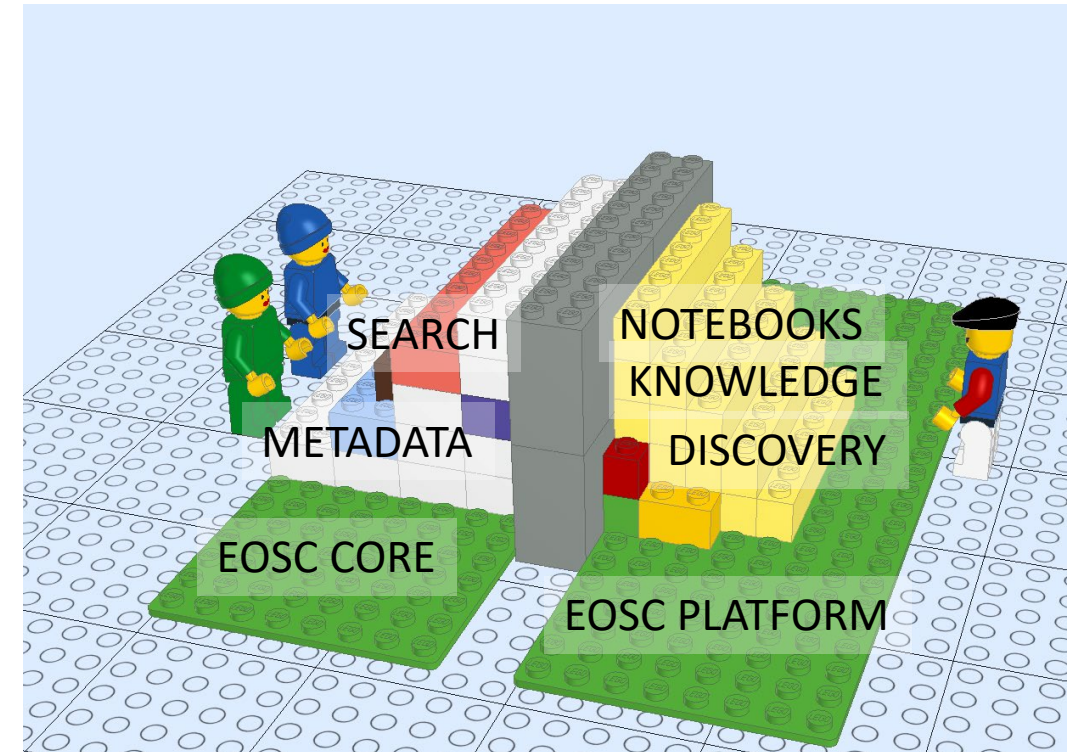 SEARCH
METADATA
EOSC CORE
NOTEBOOKS
KNOWLEDGE
DISCOVERY
EOSC PLATFORM